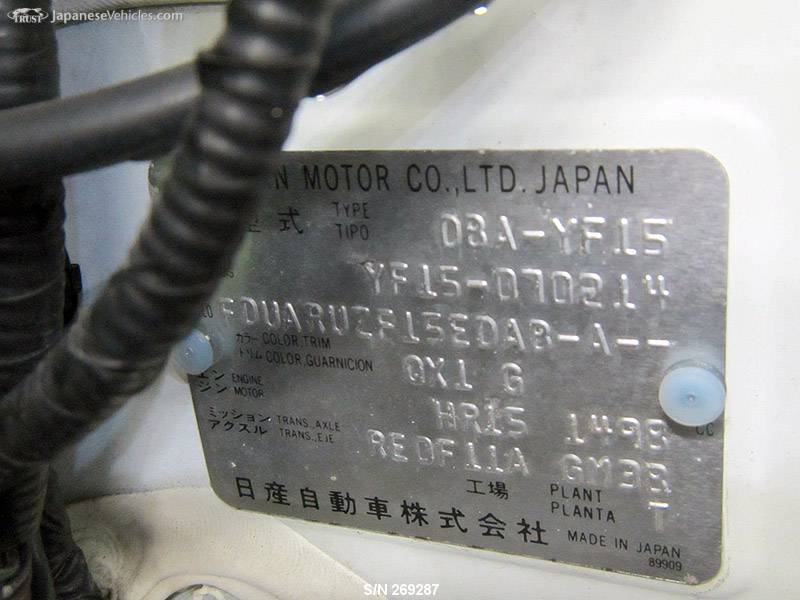 TRUST JapaneseVehicles.com
N MOTOR CO.,LTD. JAPAN
式 TYPE TIPO DBA-YF15
YF15-070214
FDUARUZF15EDAB-A--
カラー COLOR,TRIM
トリム COLOR,GUARNICION QX1 G
エンジン ENGINE MOTOR HR15 1498 CC
ミッション TRANS.,AXLE
アクスル TRANS.,EJE RE0F11A GM38
工場 PLANT PLANTA T
日産自動車株式会社 MADE IN JAPAN
89909
S/N 269287